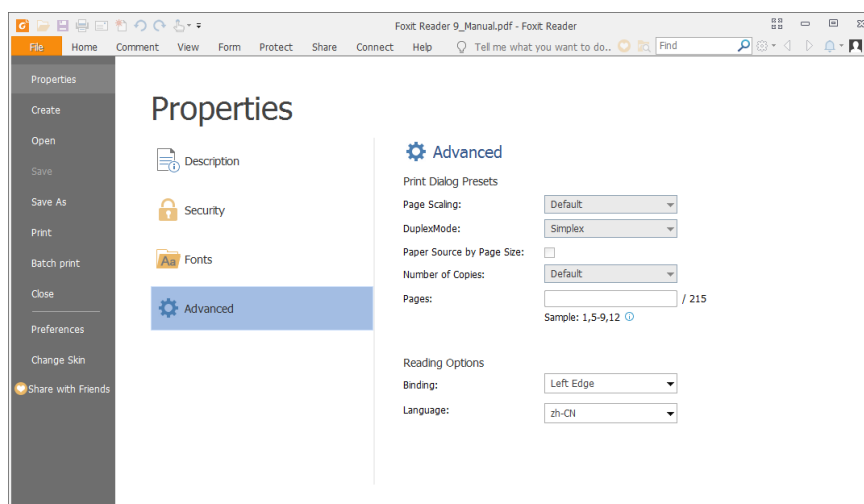 Foxit Reader 9_Manual.pdf - Foxit Reader
File Home Comment View Form Protect Share Connect Help Tell me what you want to do.. Find
Properties
Create
Open
Save
Save As
Print
Batch print
Close
Preferences
Change Skin
Share with Friends
Properties
Description
Security
Aa Fonts
Advanced
Advanced
Print Dialog Presets
Page Scaling: Default
DuplexMode: Simplex
Paper Source by Page Size:
Number of Copies: Default
Pages: / 215
Sample: 1,5-9,12
Reading Options
Binding: Left Edge
Language: zh-CN